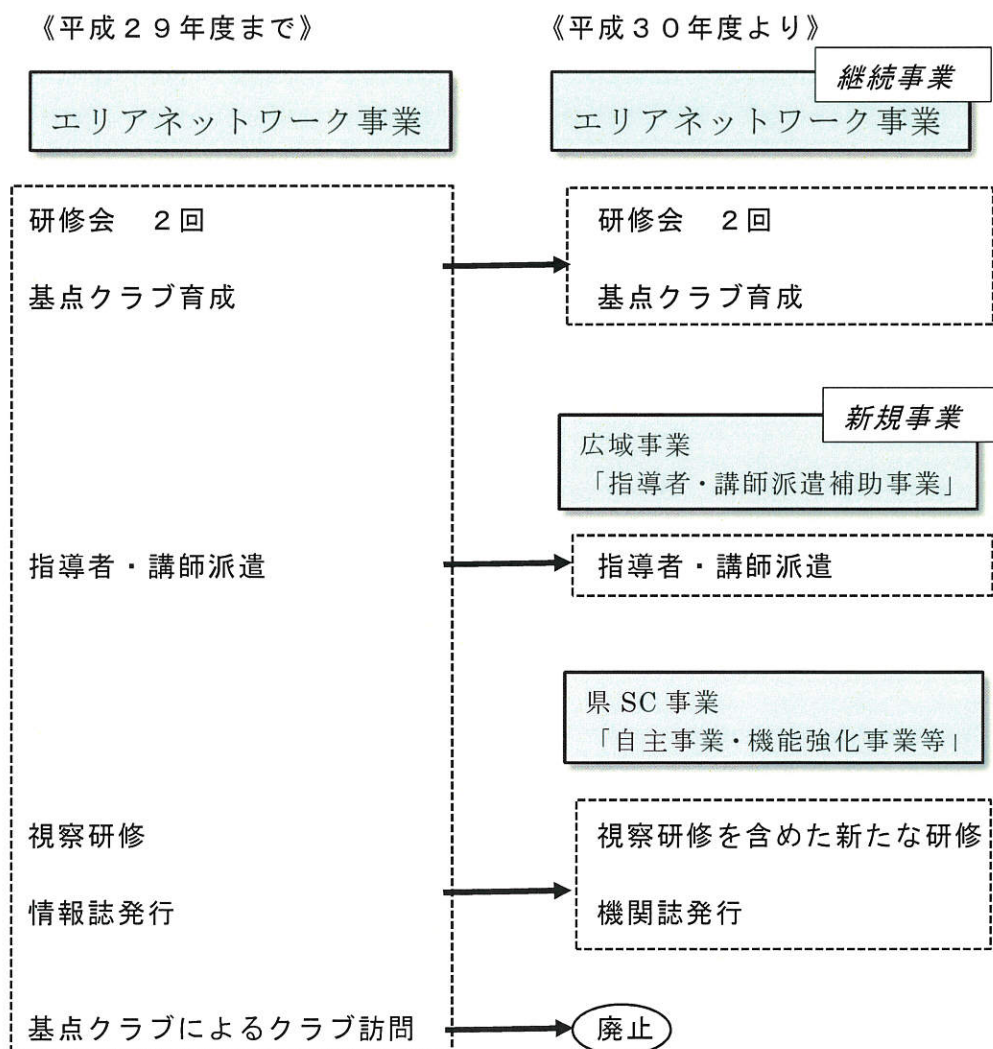 《平成２９年度まで》
エリアネットワーク事業
研修会　２回
基点クラブ育成
指導者・講師派遣
視察研修
情報誌発行
基点クラブによるクラブ訪問
《平成３０年度より》
継続事業
エリアネットワーク事業
研修会　２回
基点クラブ育成
新規事業
広域事業
「指導者・講師派遣補助事業」
指導者・講師派遣
県 SC 事業
「自主事業・機能強化事業等」
視察研修を含めた新たな研修
機関誌発行
廃止